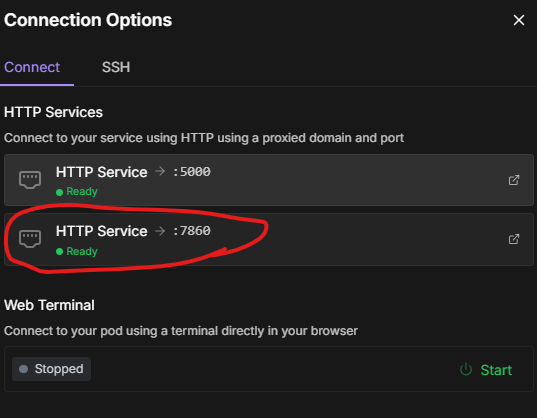 Connection Options
Connect SSH
HTTP Services
Connect to your service using HTTP using a proxied domain and port
HTTP Service → :5000
Ready
HTTP Service → :7860
Ready
Web Terminal
Connect to your pod using a terminal directly in your browser
Stopped Start